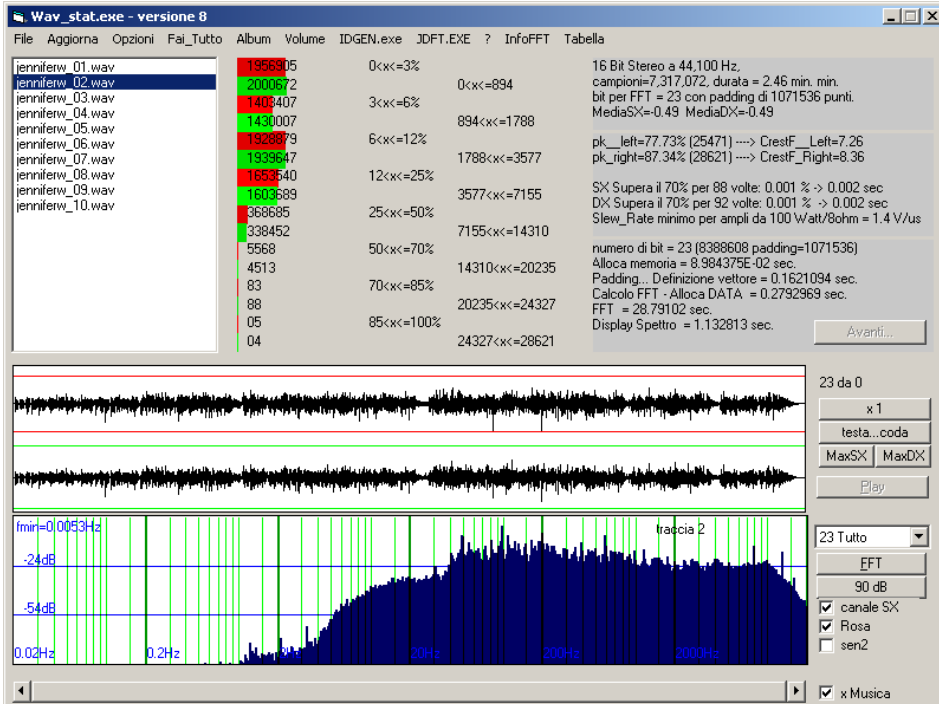 Wav_stat.exe - versione 8
File Aggiorna Opzioni Fai_Tutto Album Volume IDGEN.exe JDFT.EXE ? InfoFFT Tabella
jenniferw_01.wav
jenniferw_02.wav
jenniferw_03.wav
jenniferw_04.wav
jenniferw_05.wav
jenniferw_06.wav
jenniferw_07.wav
jenniferw_08.wav
jenniferw_09.wav
jenniferw_10.wav
1956905 0<x<=3%
2000672 0<x<=894
1403407 3<x<=6%
1430007 894<x<=1788
1928879 6<x<=12%
1939647 1788<x<=3577
1653540 12<x<=25%
1603689 3577<x<=7155
368685 25<x<=50%
338452 7155<x<=14310
5568 50<x<=70%
4513 14310<x<=20235
83 70<x<=85%
88 20235<x<=24327
05 85<x<=100%
04 24327<x<=28621
16 Bit Stereo a 44,100 Hz,
campioni=7,317,072, durata = 2.46 min. min.
bit per FFT = 23 con padding di 1071536 punti.
MediaSX=-0.49 MediaDX=-0.49
pk__left=77.73% (25471) ----> CrestF__Left=7.26
pk_right=87.34% (28621) ----> CrestF_Right=8.36
SX Supera il 70% per 88 volte: 0.001 % -> 0.002 sec
DX Supera il 70% per 92 volte: 0.001 % -> 0.002 sec
Slew_Rate minimo per ampli da 100 Watt/8ohm = 1.4 V/us
numero di bit = 23 (8388608 padding=1071536)
Alloca memoria = 8.984375E-02 sec.
Padding... Definizione vettore = 0.1621094 sec.
Calcolo FFT - Alloca DATA = 0.2792969 sec.
FFT = 28.79102 sec.
Display Spettro = 1.132813 sec.
Avanti...
23 da 0
x 1
testa...coda
MaxSX MaxDX
Play
fmin=0.0053Hz
traccia 2
-24dB
-54dB
0.02Hz 0.2Hz 2Hz 20Hz 200Hz 2000Hz
23 Tutto
FFT
90 dB
canale SX
Rosa
sen2
x Musica